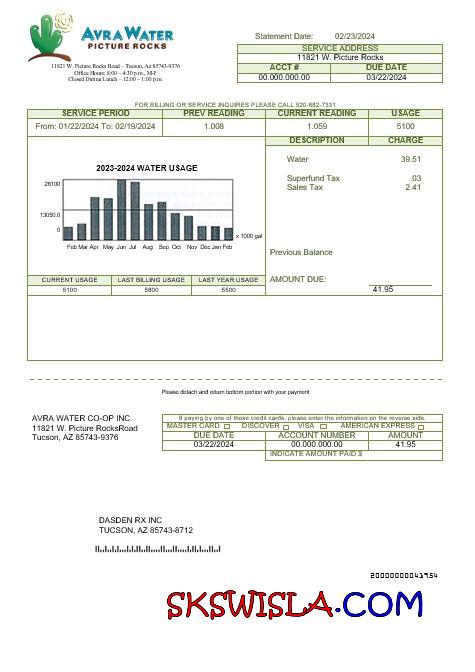 AVRA WATER
PICTURE ROCKS
11821 W. Picture Rocks Road – Tucson, AZ 85743-9376
Office Hours: 8:00 – 4:30 p.m., M-F
Closed During Lunch – 12:00 – 1:00 p.m.
Statement Date: 02/23/2024
SERVICE ADDRESS
11821 W. Picture Rocks
ACCT # DUE DATE
00.000.000.00 03/22/2024
FOR BILLING OR SERVICE INQUIRES PLEASE CALL 520-682-7331
SERVICE PERIOD PREV READING CURRENT READING USAGE
From: 01/22/2024 To: 02/19/2024 1.008 1.059 5100
DESCRIPTION CHARGE
Water 39.51
Superfund Tax .03
Sales Tax 2.41
2023-2024 WATER USAGE
26100
13050.0
0
Feb Mar Apr May Jun Jul Aug Sep Oct Nov Dec Jan Feb
x 1000 gal
Previous Balance
AMOUNT DUE:
41.95
CURRENT USAGE LAST BILLING USAGE LAST YEAR USAGE
5100 5800 5500
Please detach and return bottom portion with your payment
AVRA WATER CO-OP INC.
11821 W. Picture RocksRoad
Tucson, AZ 85743-9376
If paying by one of those credit cards, please enter the information on the reverse side.
MASTER CARD DISCOVER VISA AMERICAN EXPRESS
DUE DATE ACCOUNT NUMBER AMOUNT
03/22/2024 00.000.000.00 41.95
INDICATE AMOUNT PAID $
DASDEN RX INC
TUCSON, AZ 85743-8712
20000000041954
SKSWISLA.COM